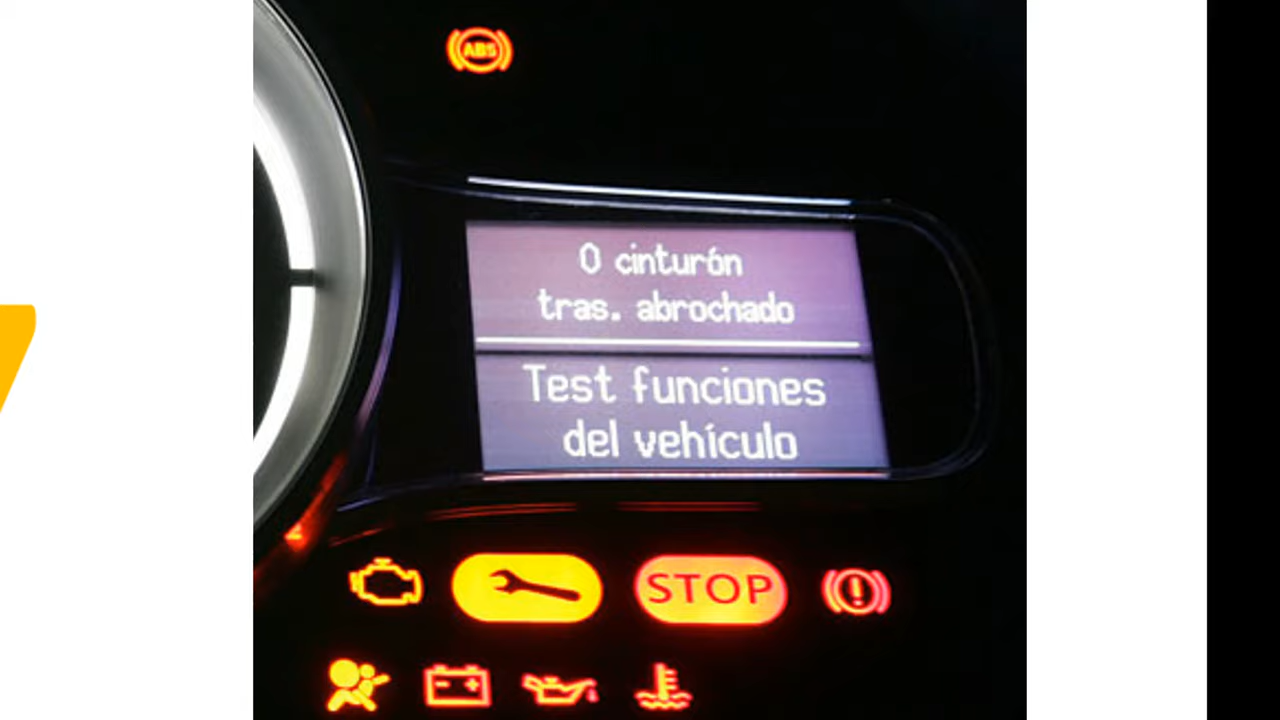 ABS
0 cinturón
tras. abrochado
Test funciones
del vehículo
STOP